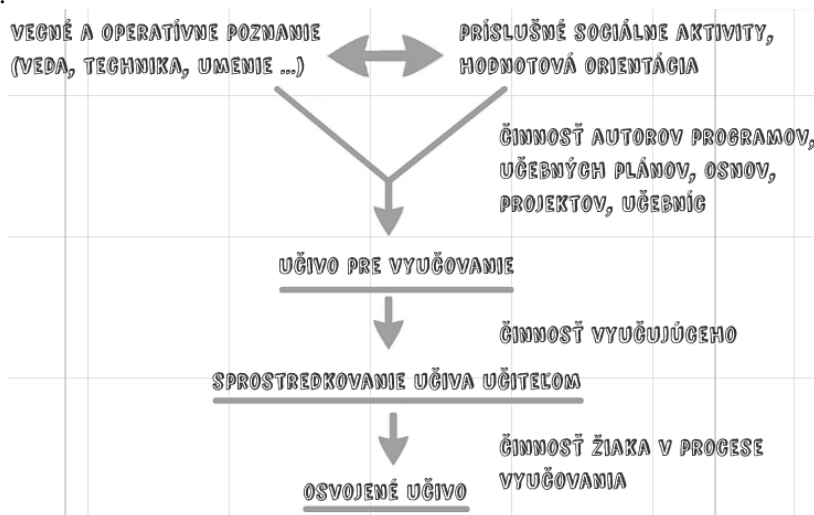 VECNÉ A OPERATÍVNE POZNANIE
(VEDA, TECHNIKA, UMENIE ...)
PRÍSLUŠNÉ SOCIÁLNE AKTIVITY,
HODNOTOVÁ ORIENTÁCIA
ČINNOSŤ AUTOROV PROGRAMOV,
UČEBNÝCH PLÁNOV, OSNOV,
PROJEKTOV, UČEBNÍC
UČIVO PRE VYUČOVANIE
ČINNOSŤ VYUČUJÚCEHO
SPROSTREDKOVANIE UČIVA UČITEĽOM
ČINNOSŤ ŽIAKA V PROCESE
VYUČOVANIA
OSVOJENÉ UČIVO